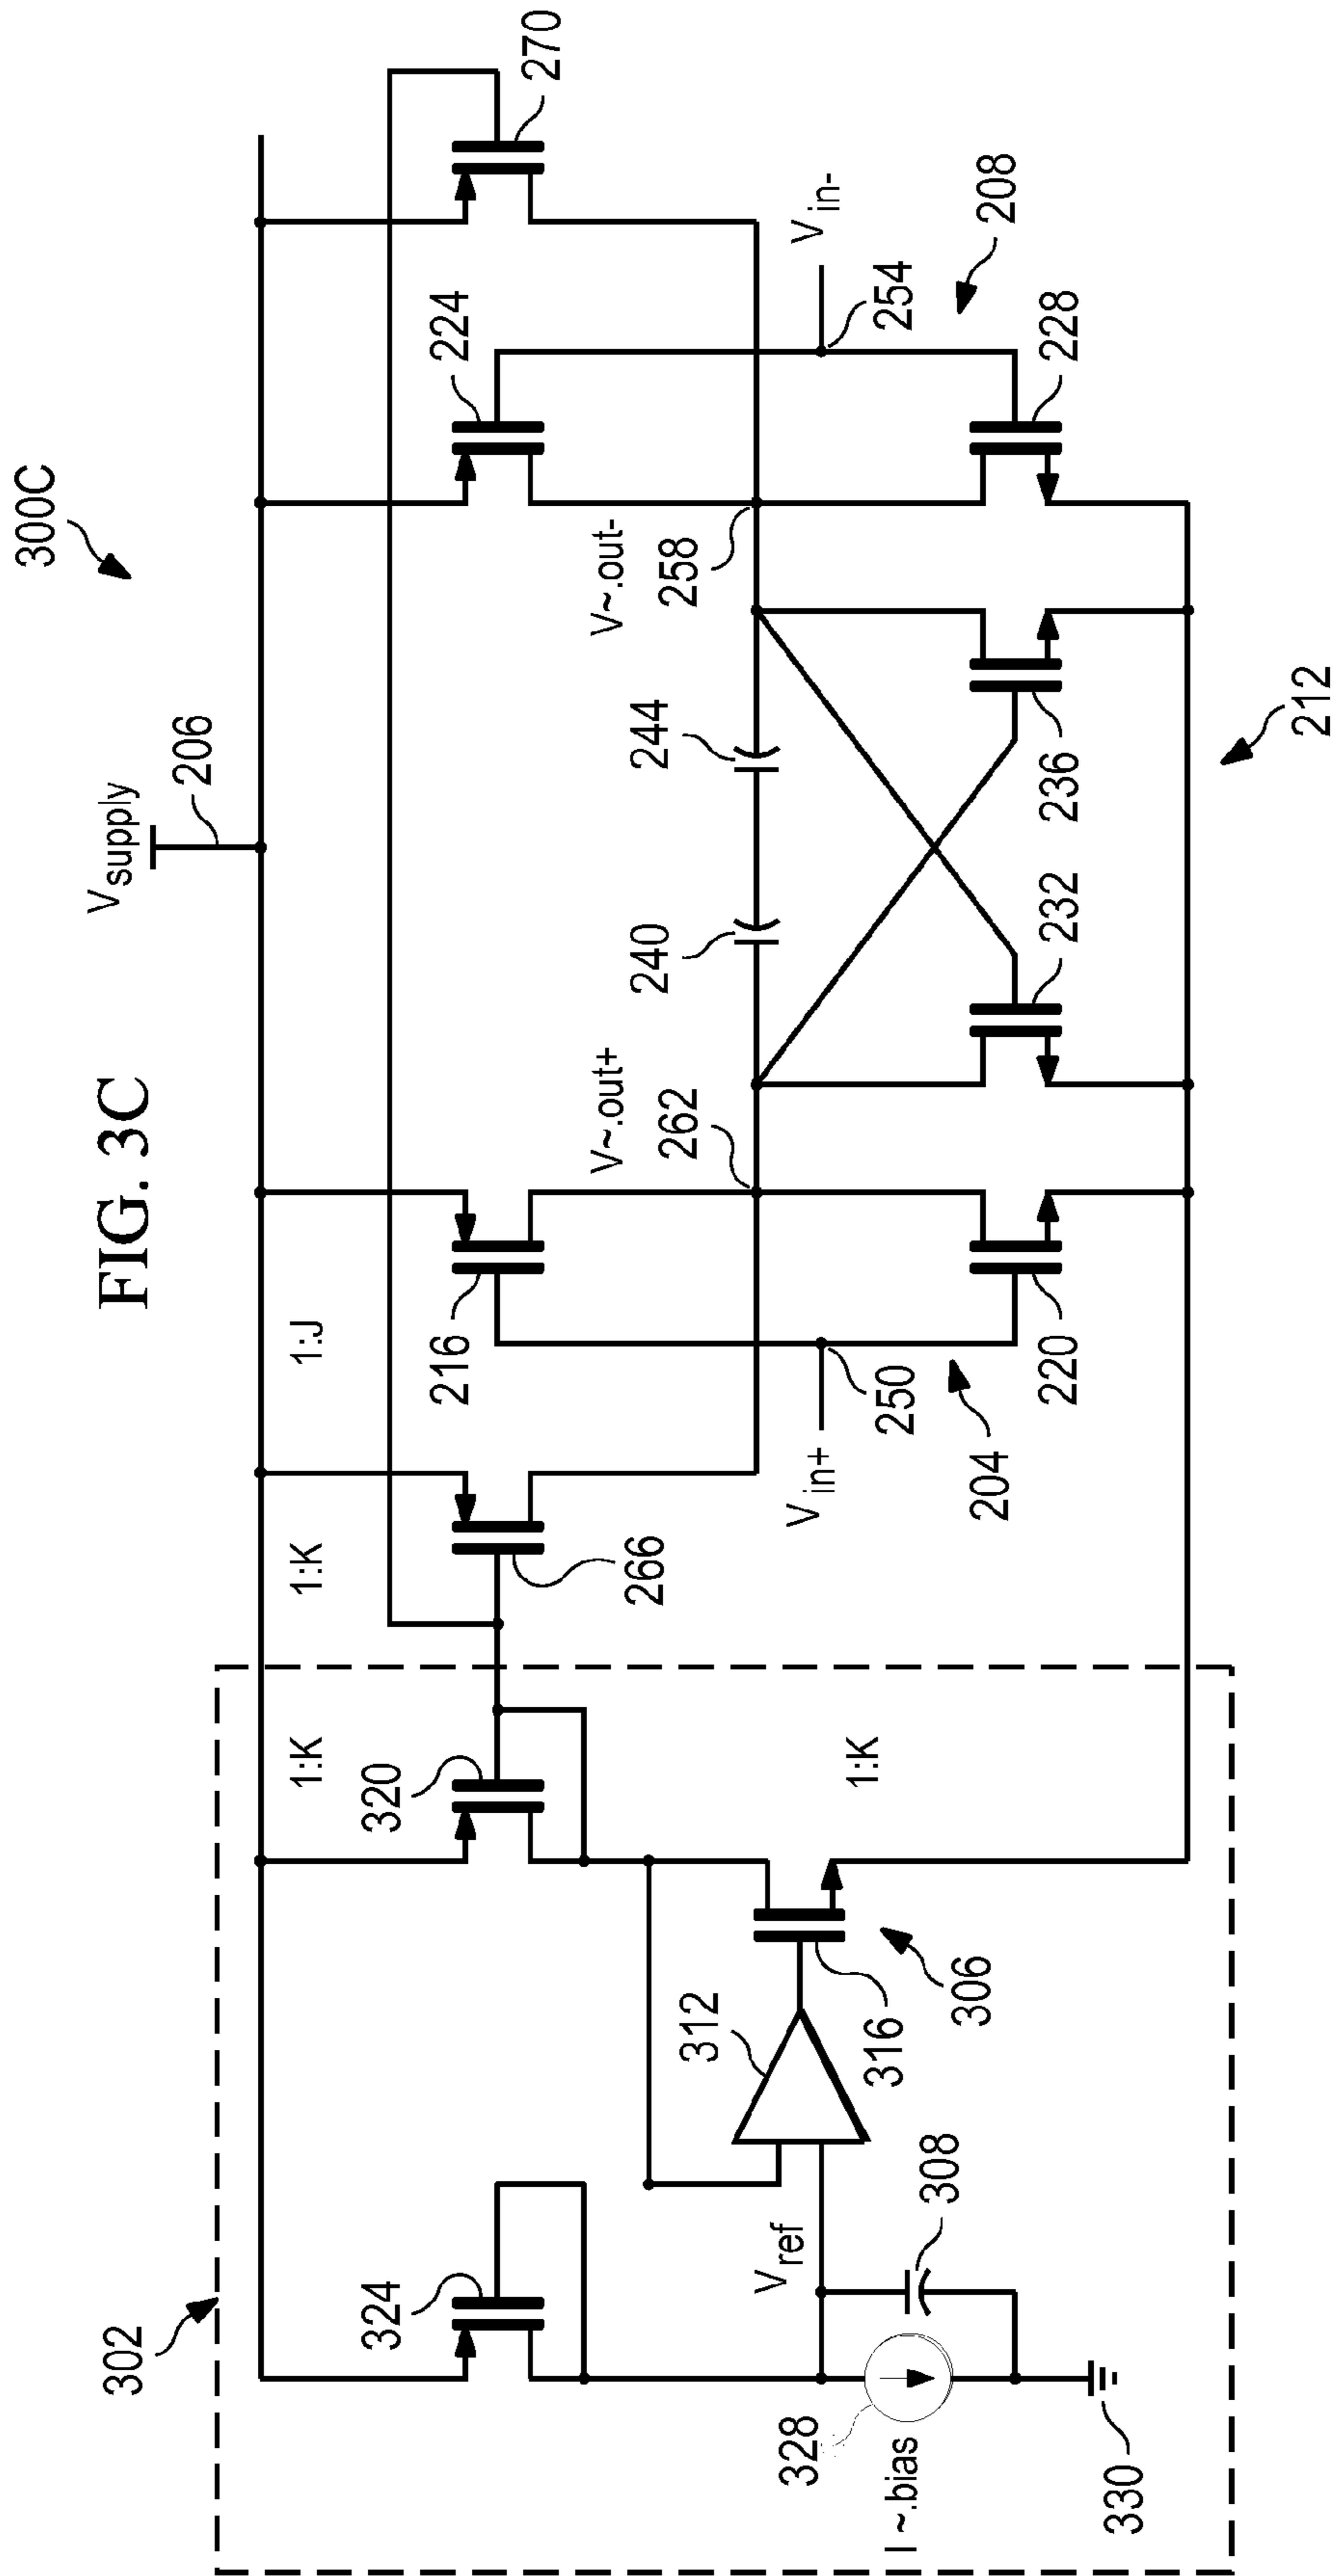 FIG. 3C
300C
Vsupply
206
302
1:K
1:K
1:J
324
320
266
216
224
270
V~.out+
262
240
244
V~.out-
258
Vref
312
1:K
Vin+
250
Vin-
254
328
308
316
204
208
I~.bias
306
220
232
236
228
330
212